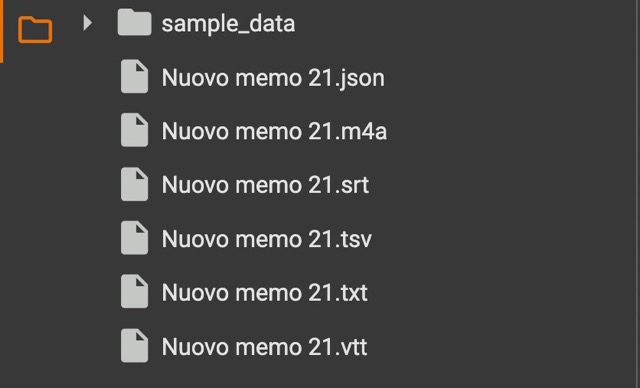 sample_data
Nuovo memo 21.json
Nuovo memo 21.m4a
Nuovo memo 21.srt
Nuovo memo 21.tsv
Nuovo memo 21.txt
Nuovo memo 21.vtt